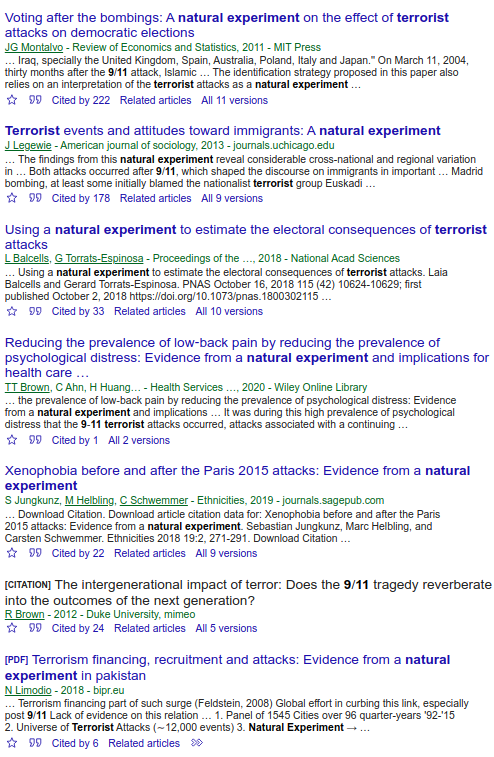 Voting after the bombings: A natural experiment on the effect of terrorist
attacks on democratic elections
JG Montalvo - Review of Economics and Statistics, 2011 - MIT Press
... Iraq, specially the United Kingdom, Spain, Australia, Poland, Italy and Japan." On March 11, 2004,
thirty months after the 9/11 attack, Islamic ... The identification strategy proposed in this paper also
relies on an interpretation of the terrorist attacks as a natural experiment ...
Cited by 222 Related articles All 11 versions
Terrorist events and attitudes toward immigrants: A natural experiment
J Legewie - American journal of sociology, 2013 - journals.uchicago.edu
... The findings from this natural experiment reveal considerable cross-national and regional variation
in ... Both attacks occurred after 9/11, which shaped the discourse on immigrants in important ... Madrid
bombing, at least some initially blamed the nationalist terrorist group Euskadi ...
Cited by 178 Related articles All 9 versions
Using a natural experiment to estimate the electoral consequences of terrorist
attacks
L Balcells, G Torrats-Espinosa - Proceedings of the ..., 2018 - National Acad Sciences
... Using a natural experiment to estimate the electoral consequences of terrorist attacks. Laia
Balcells and Gerard Torrats-Espinosa. PNAS October 16, 2018 115 (42) 10624-10629; first
published October 2, 2018 https://doi.org/10.1073/pnas.1800302115 ...
Cited by 33 Related articles All 10 versions
Reducing the prevalence of low-back pain by reducing the prevalence of
psychological distress: Evidence from a natural experiment and implications for
health care ...
TT Brown, C Ahn, H Huang... - Health Services ..., 2020 - Wiley Online Library
... the prevalence of low-back pain by reducing the prevalence of psychological distress: Evidence
from a natural experiment and implications ... It was during this high prevalence of psychological
distress that the 9-11 terrorist attacks occurred, attacks associated with a continuing ...
Cited by 1 All 2 versions
Xenophobia before and after the Paris 2015 attacks: Evidence from a natural
experiment
S Jungkunz, M Helbling, C Schwemmer - Ethnicities, 2019 - journals.sagepub.com
... Download Citation. Download article citation data for: Xenophobia before and after the Paris
2015 attacks: Evidence from a natural experiment. Sebastian Jungkunz, Marc Helbling, and
Carsten Schwemmer. Ethnicities 2018 19:2, 271-291. Download Citation ...
Cited by 22 Related articles All 9 versions
[CITATION] The intergenerational impact of terror: Does the 9/11 tragedy reverberate
into the outcomes of the next generation?
R Brown - 2012 - Duke University, mimeo
Cited by 24 Related articles All 5 versions
[PDF] Terrorism financing, recruitment and attacks: Evidence from a natural
experiment in pakistan
N Limodio - 2018 - bipr.eu
... Terrorism financing part of such surge (Feldstein, 2008) Global effort in curbing this link, especially
post 9/11 Lack of evidence on this relation ... 1. Panel of 1545 Cities over 96 quarter-years '92-'15
2. Universe of Terrorist Attacks (∼12,000 events) 3. Natural Experiment → ...
Cited by 6 Related articles